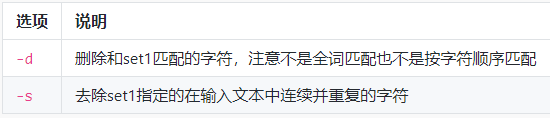 选项 说明
-d 删除和set1匹配的字符，注意不是全词匹配也不是按字符顺序匹配
-s 去除set1指定的在输入文本中连续并重复的字符